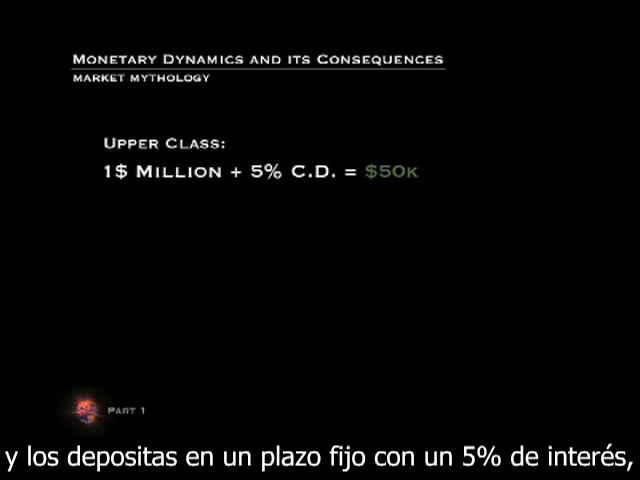 Monetary Dynamics and its Consequences
market mythology
Upper Class:
1$ Million + 5% C.D. = $50k
Part 1
y los depositas en un plazo fijo con un 5% de interés,